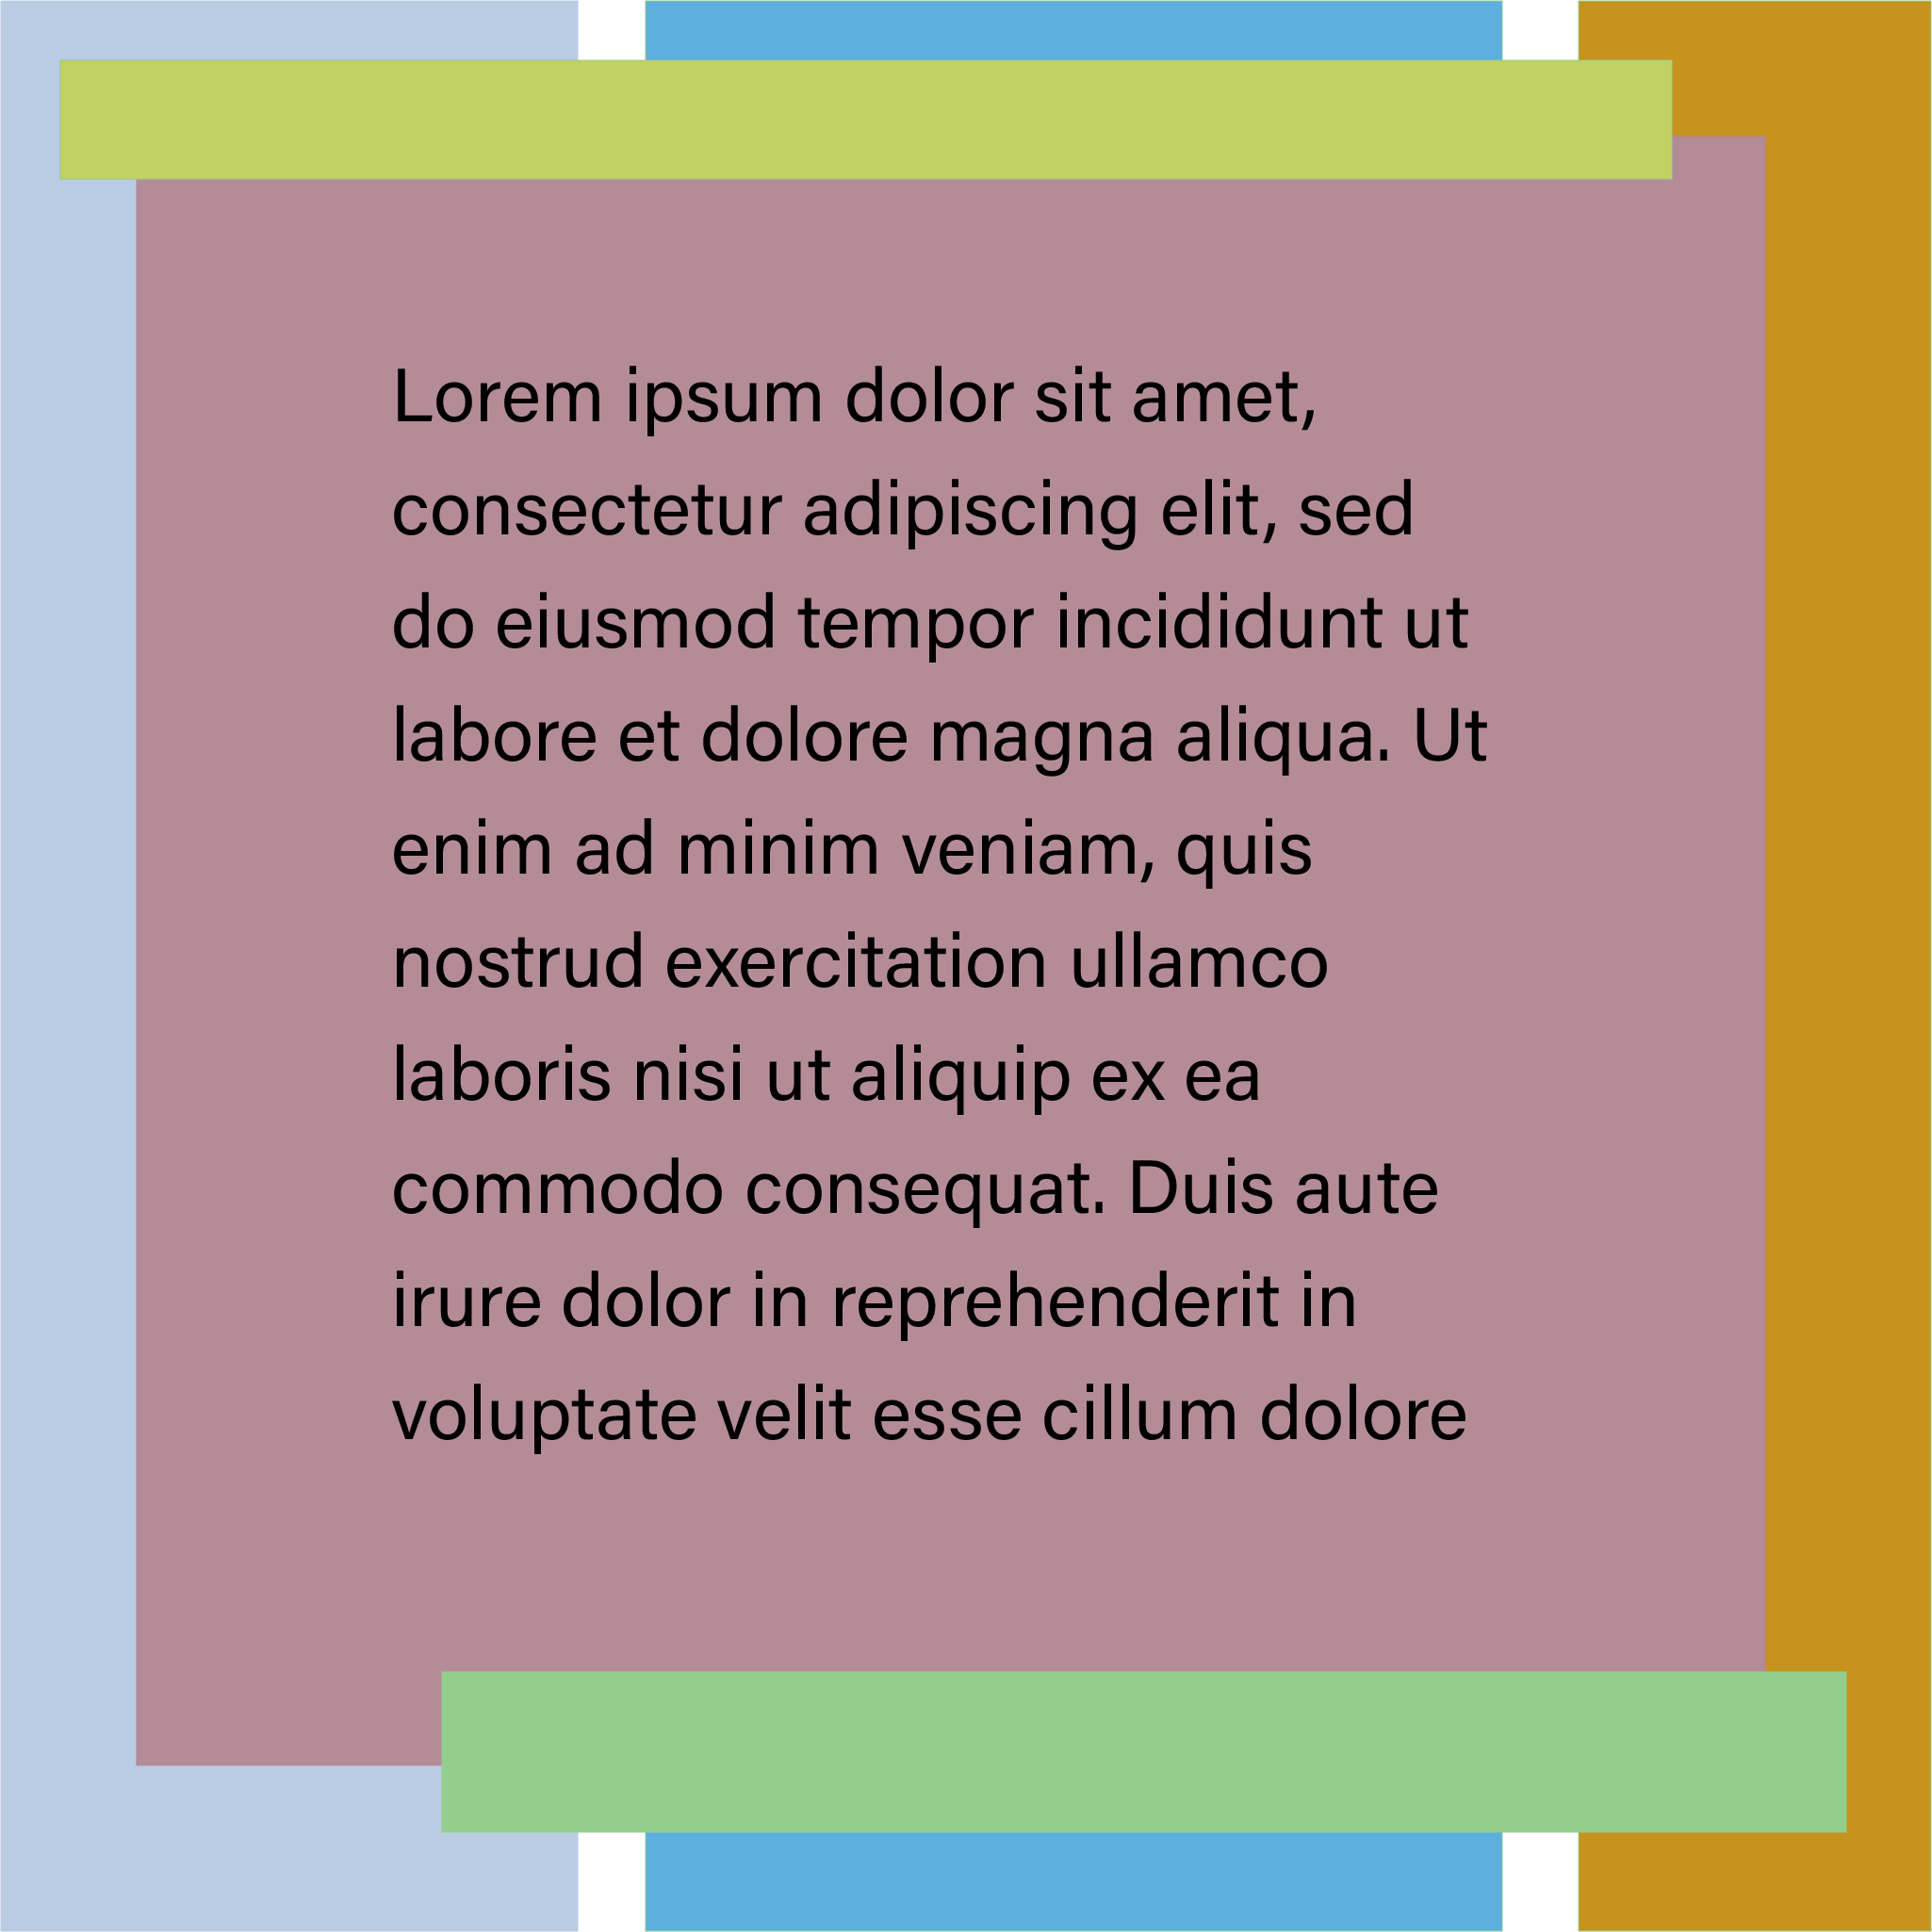 Lorem ipsum dolor sit amet,
consectetur adipiscing elit, sed
do eiusmod tempor incididunt ut
labore et dolore magna aliqua. Ut
enim ad minim veniam, quis
nostrud exercitation ullamco
laboris nisi ut aliquip ex ea
commodo consequat. Duis aute
irure dolor in reprehenderit in
voluptate velit esse cillum dolore